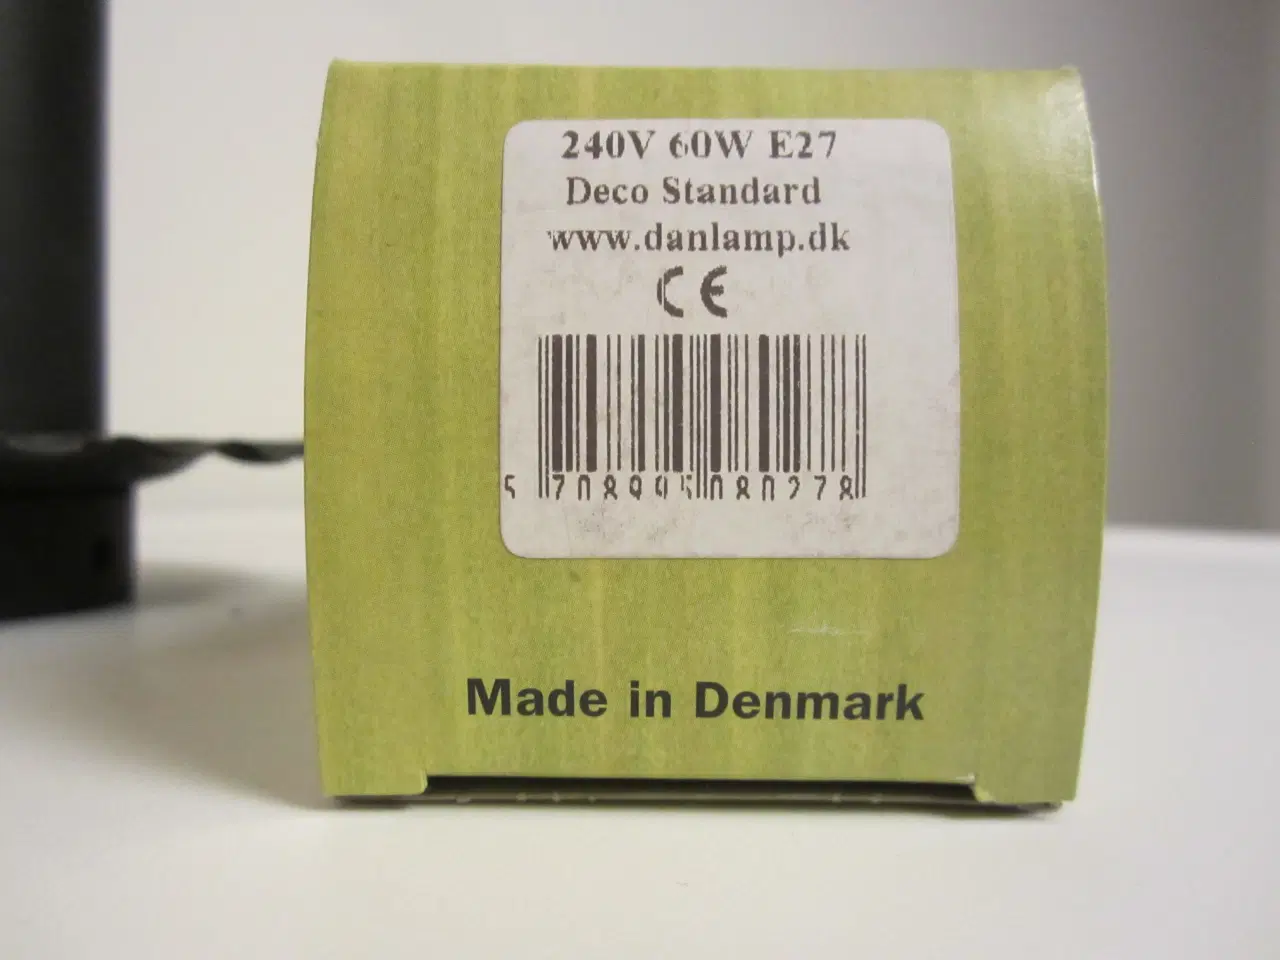 240V 60W E27
Deco Standard
www.danlamp.dk
CE
5 708995 080278
Made in Denmark